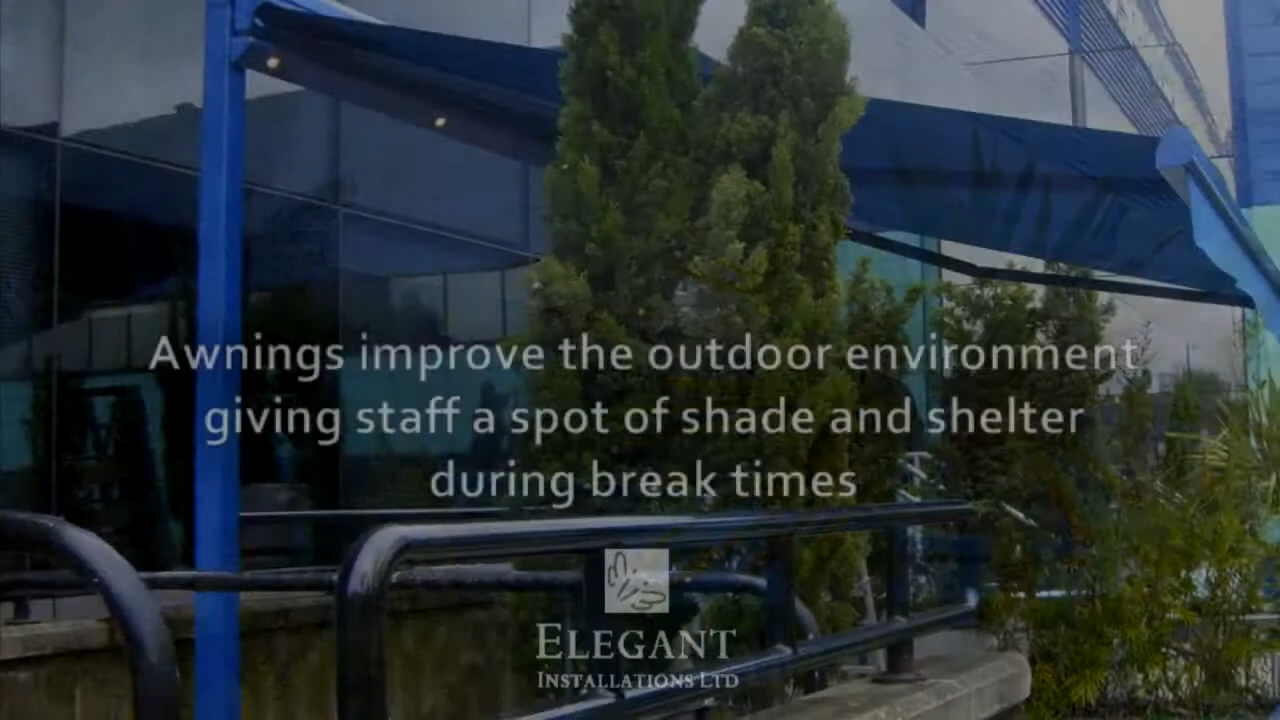 Awnings improve the outdoor environment
giving staff a spot of shade and shelter
during break times
ELEGANT
INSTALLATIONS LTD